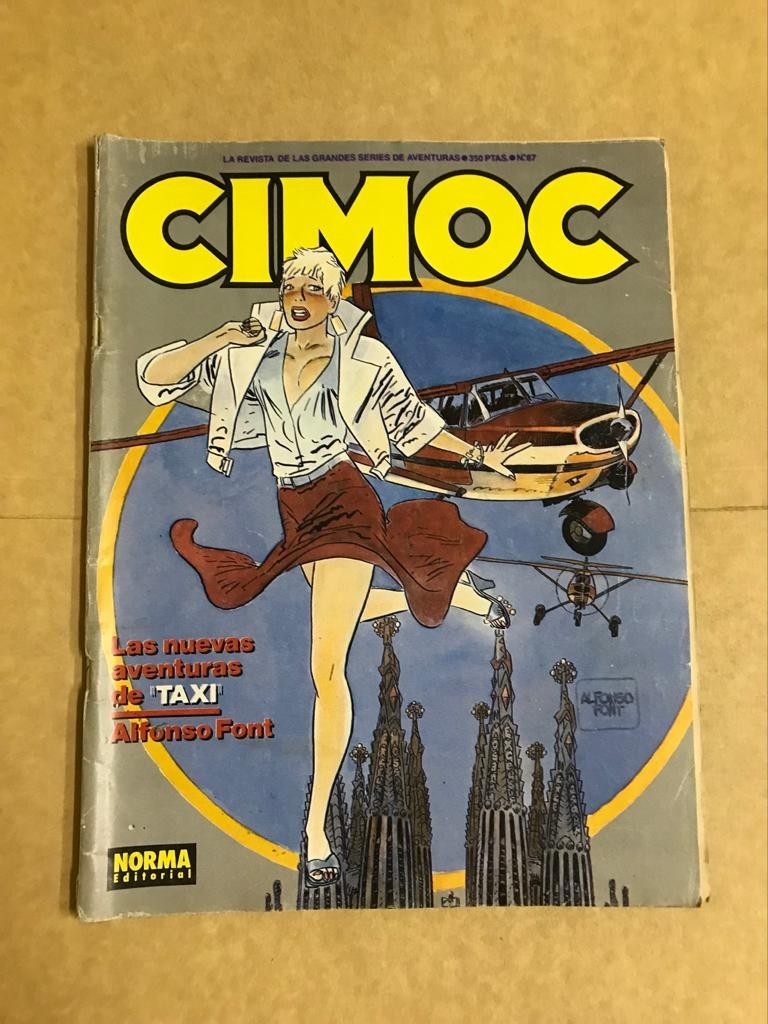 LA REVISTA DE LAS GRANDES SERIES DE AVENTURAS ● 350 PTAS. ● N.º 87
CIMOC
Las nuevas
aventuras
de "TAXI"
Alfonso Font
ALFONSO
FONT
NORMA
Editorial